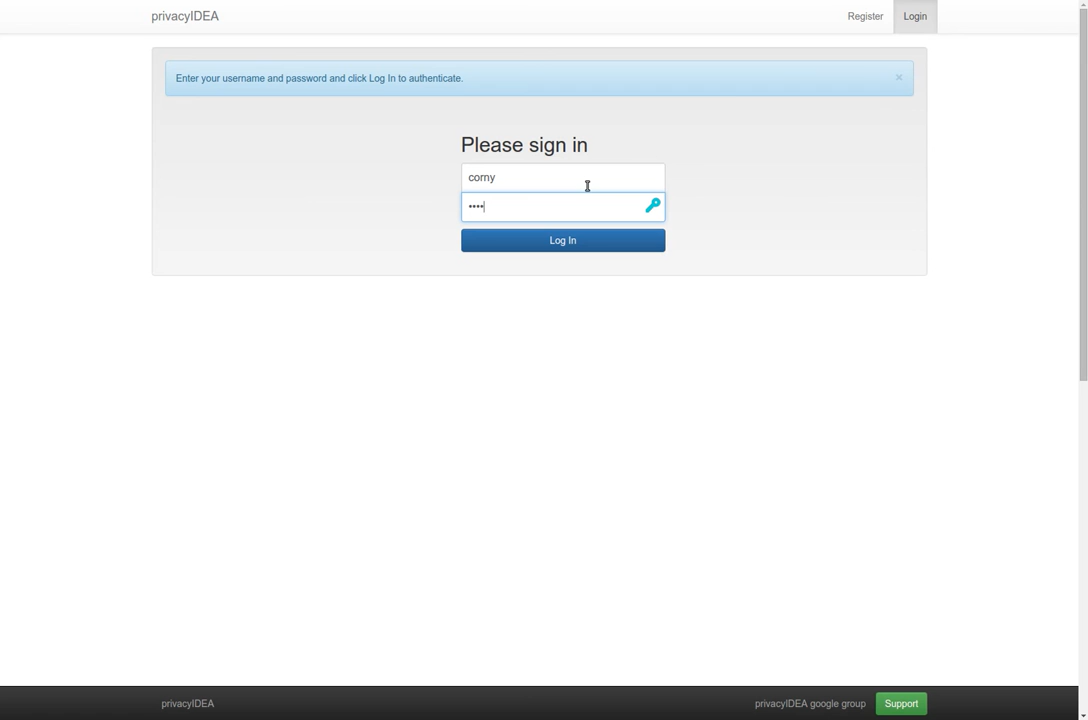 privacyIDEA
Register
Login
Enter your username and password and click Log In to authenticate.
×
Please sign in
corny
••••
Log In
privacyIDEA
privacyIDEA google group
Support